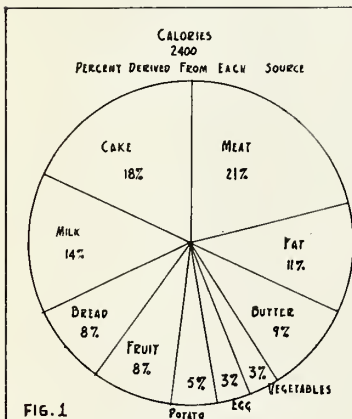 CALORIES
2400
PERCENT DERIVED FROM EACH SOURCE
CAKE
18%
MEAT
21%
MILK
14%
FAT
11%
BREAD
8%
BUTTER
9%
FRUIT
8%
5%
3%
3%
VEGETABLES
EGG
POTATO
FIG. 1